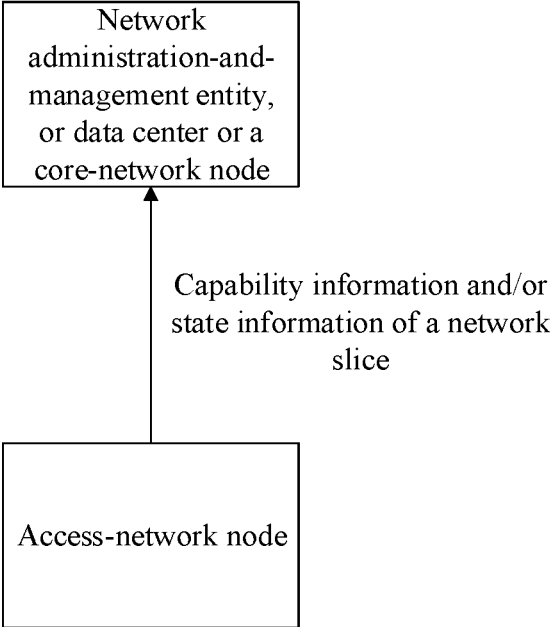 Network
administration-and-
management entity,
or data center or a
core-network node
Capability information and/or
state information of a network
slice
Access-network node